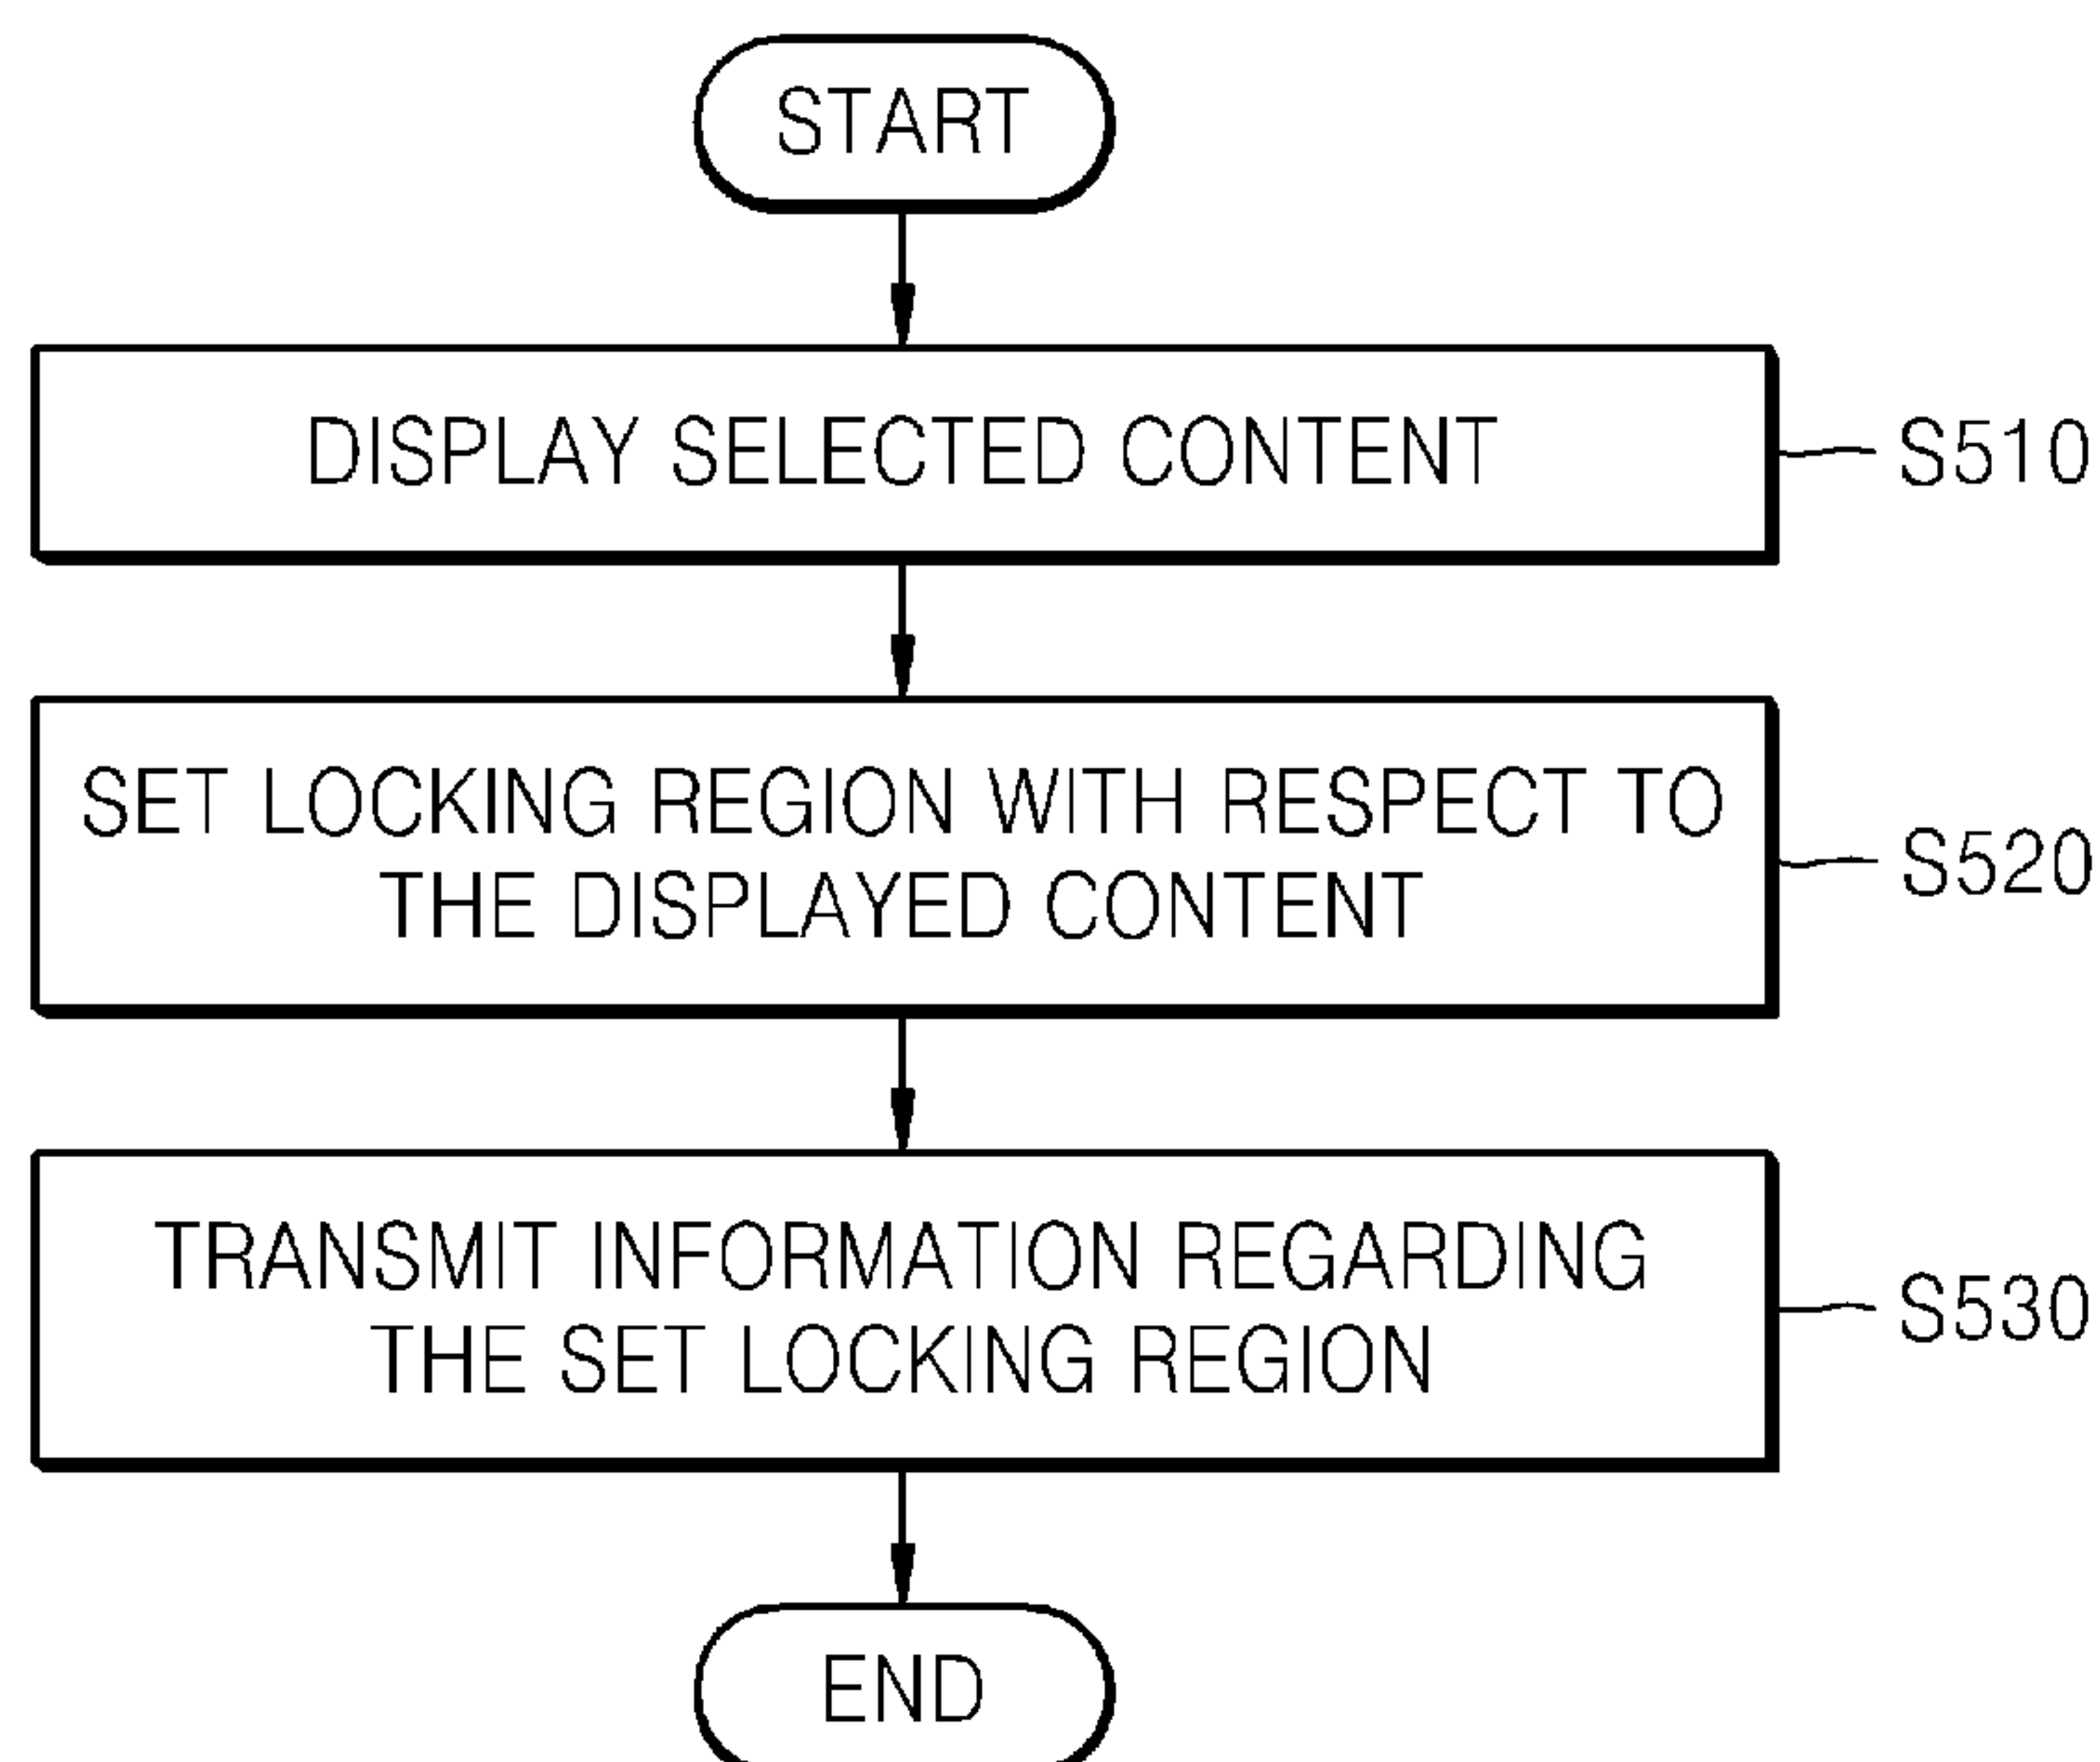 START
DISPLAY SELECTED CONTENT
S510
SET LOCKING REGION WITH RESPECT TO
THE DISPLAYED CONTENT
S520
TRANSMIT INFORMATION REGARDING
THE SET LOCKING REGION
S530
END